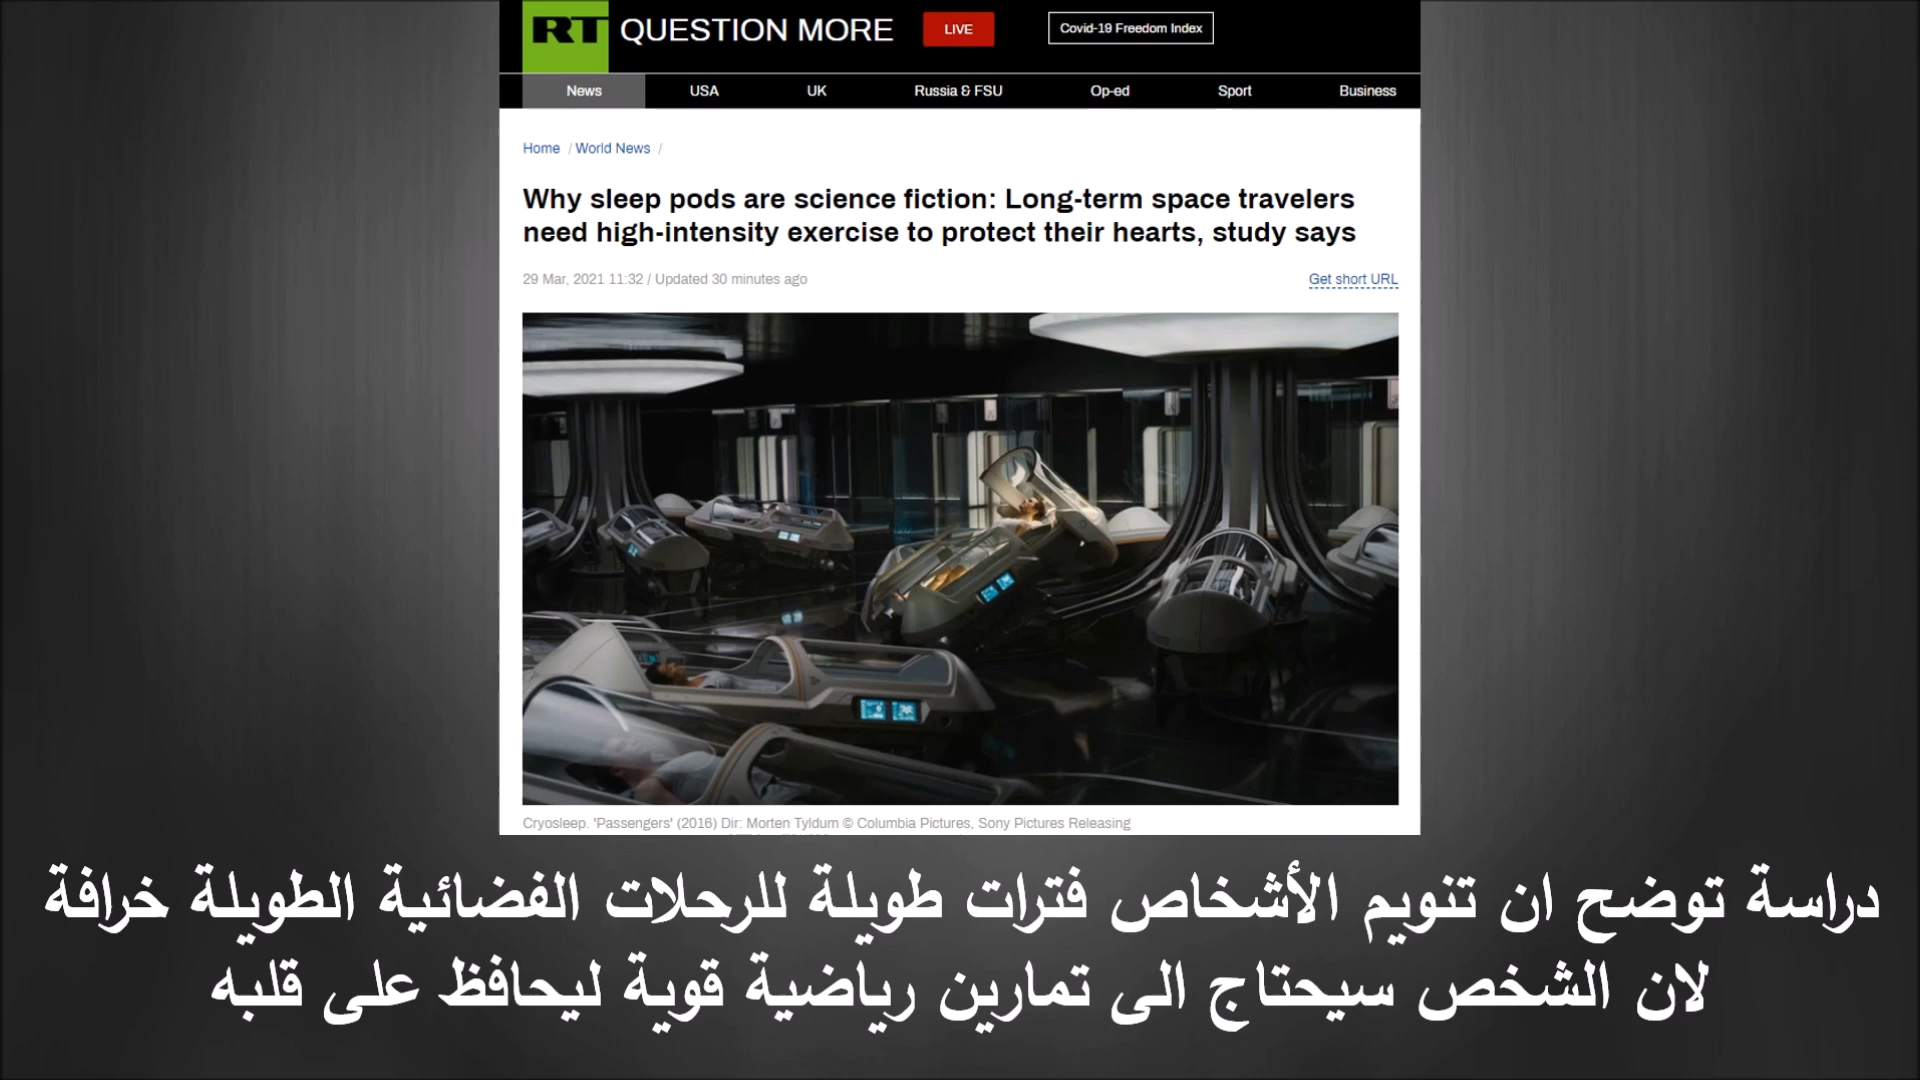 RT QUESTION MORE LIVE Covid-19 Freedom Index
News USA UK Russia & FSU Op-ed Sport Business
Home / World News /
Why sleep pods are science fiction: Long-term space travelers
need high-intensity exercise to protect their hearts, study says
29 Mar, 2021 11:32 / Updated 30 minutes ago Get short URL
Cryosleep. 'Passengers' (2016) Dir: Morten Tyldum © Columbia Pictures, Sony Pictures Releasing
دراسة توضح ان تنويم الأشخاص فترات طويلة للرحلات الفضائية الطويلة خرافة
لان الشخص سيحتاج الى تمارين رياضية قوية ليحافظ على قلبه